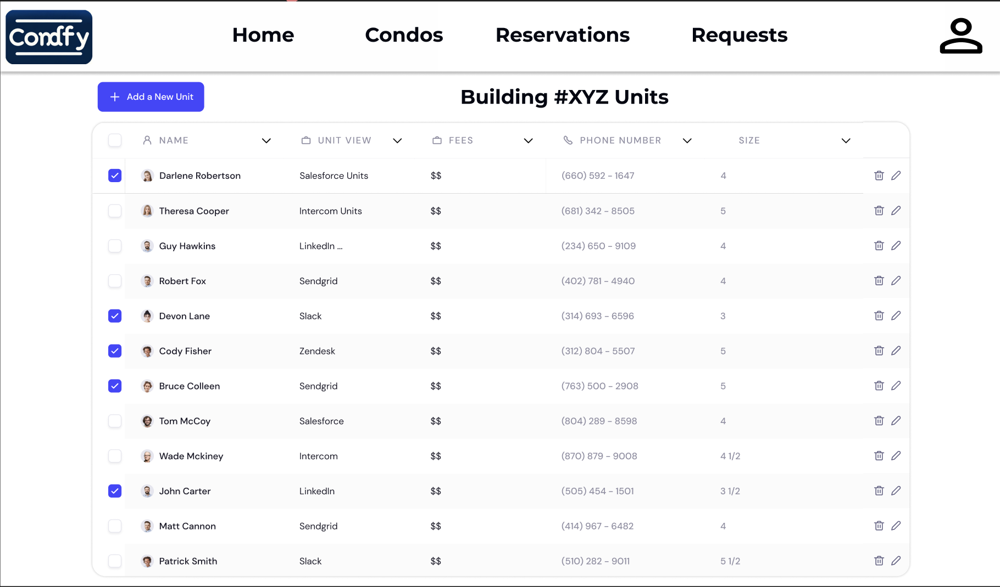 Condfy
Home Condos Reservations Requests
+ Add a New Unit
Building #XYZ Units
NAME UNIT VIEW FEES PHONE NUMBER SIZE
Darlene Robertson Salesforce Units $$ (660) 592 - 1647 4
Theresa Cooper Intercom Units $$ (681) 342 - 8505 5
Guy Hawkins LinkedIn ... $$ (234) 650 - 9109 4
Robert Fox Sendgrid $$ (402) 781 - 4940 4
Devon Lane Slack $$ (314) 693 - 6596 3
Cody Fisher Zendesk $$ (312) 804 - 5507 5
Bruce Colleen Sendgrid $$ (763) 500 - 2908 5
Tom McCoy Salesforce $$ (804) 289 - 8598 4
Wade Mckiney Intercom $$ (870) 879 - 9008 4 1/2
John Carter LinkedIn $$ (505) 454 - 1501 3 1/2
Matt Cannon Sendgrid $$ (414) 967 - 6482 4
Patrick Smith Slack $$ (510) 282 - 9011 5 1/2